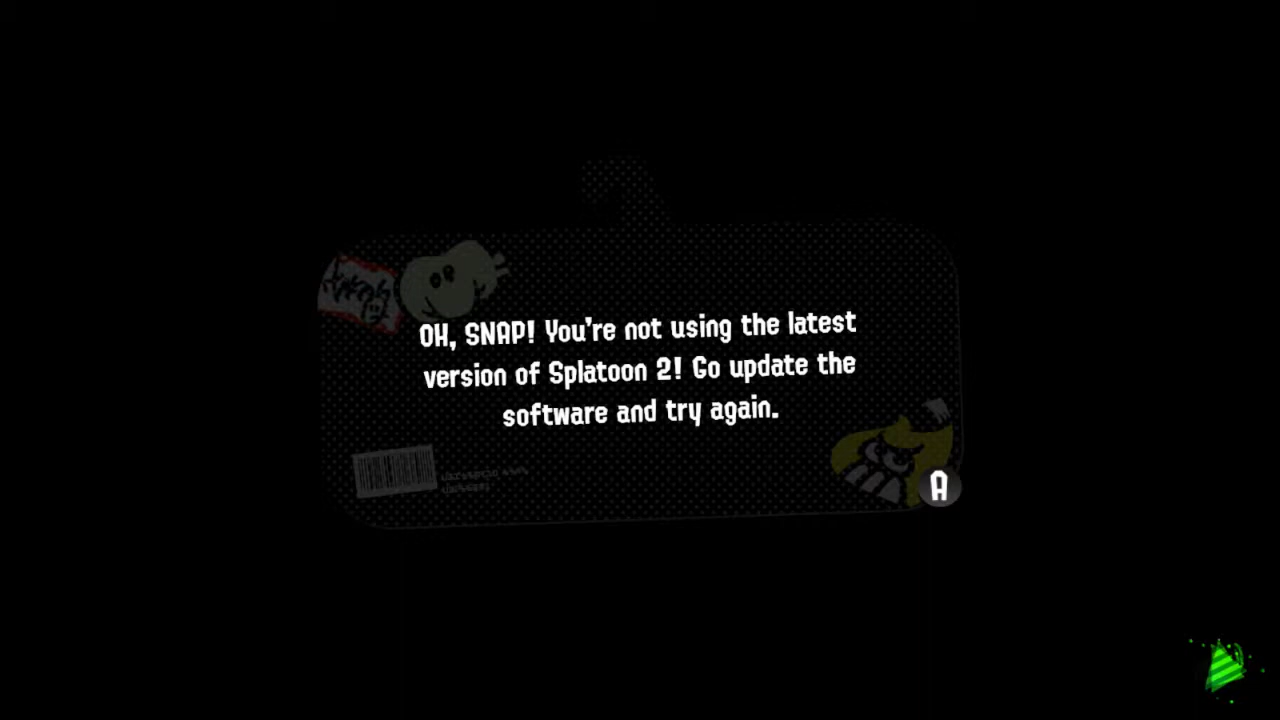 OH, SNAP! You're not using the latest
version of Splatoon 2! Go update the
software and try again.
A